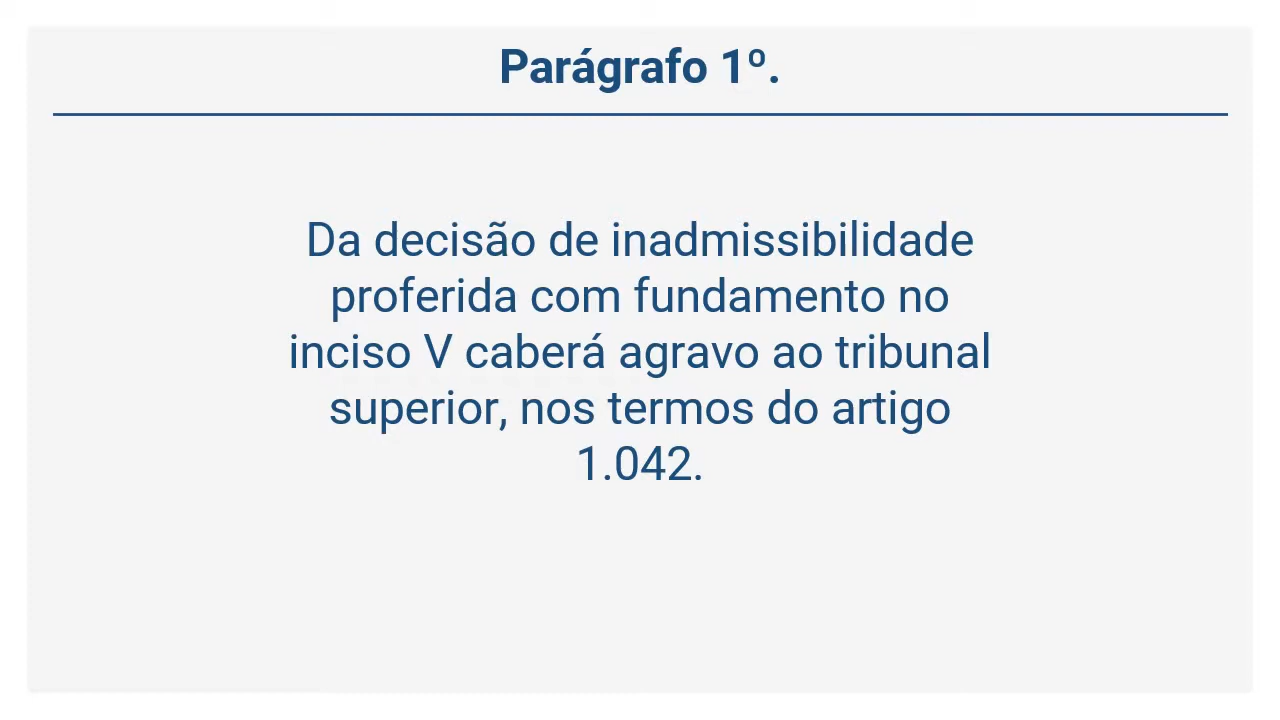 Parágrafo 1º.
Da decisão de inadmissibilidade
proferida com fundamento no
inciso V caberá agravo ao tribunal
superior, nos termos do artigo
1.042.